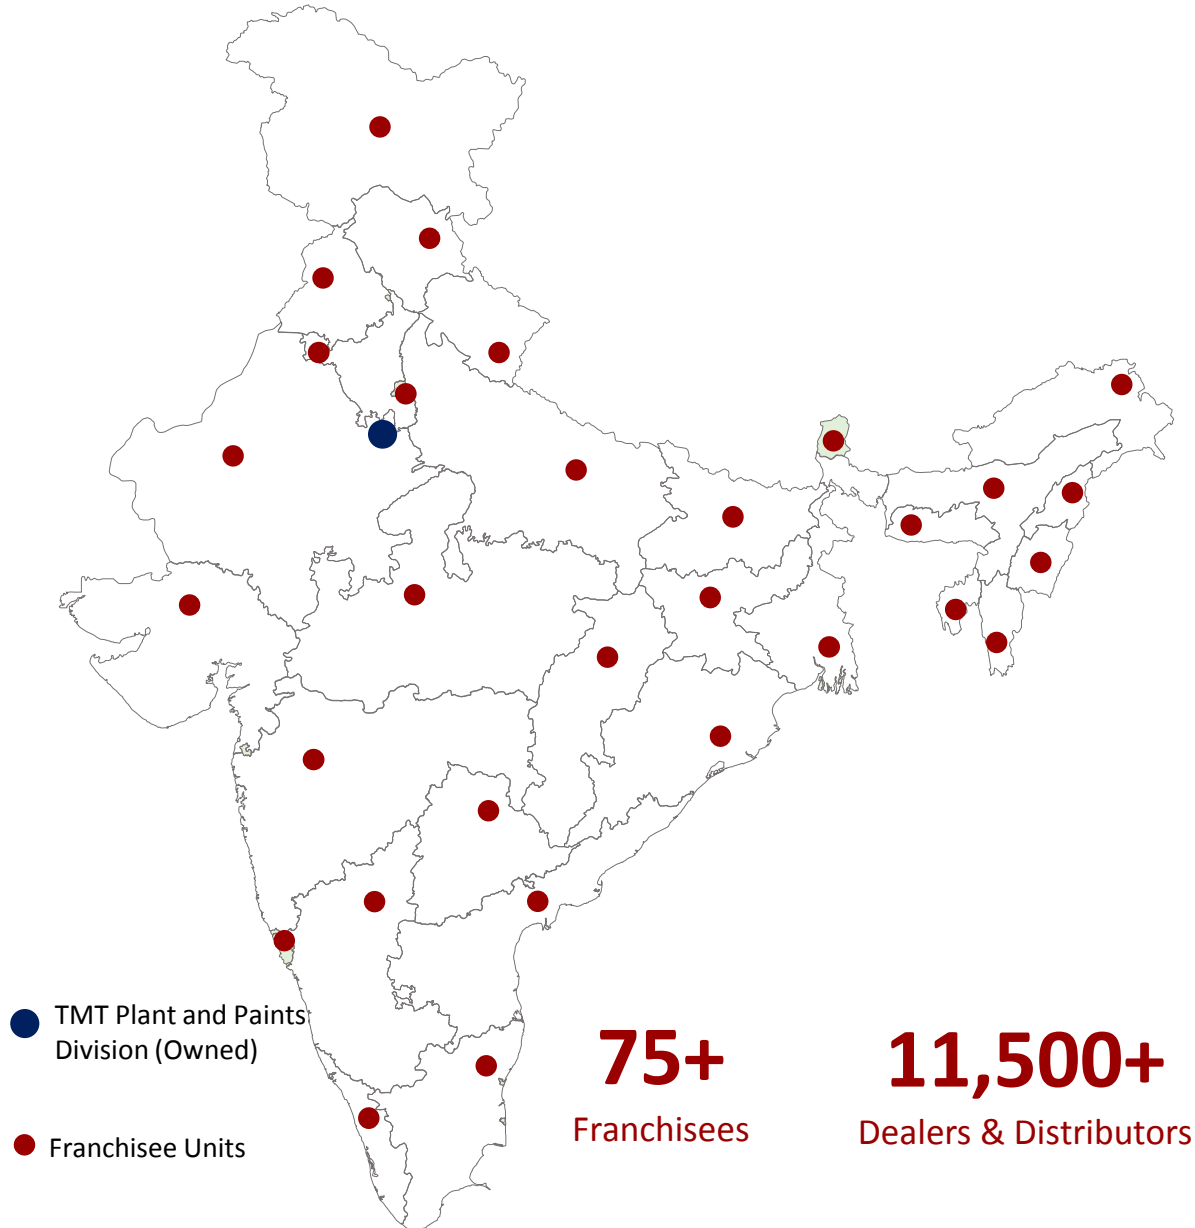 TMT Plant and Paints
Division (Owned)
Franchisee Units
75+
Franchisees
11,500+
Dealers & Distributors